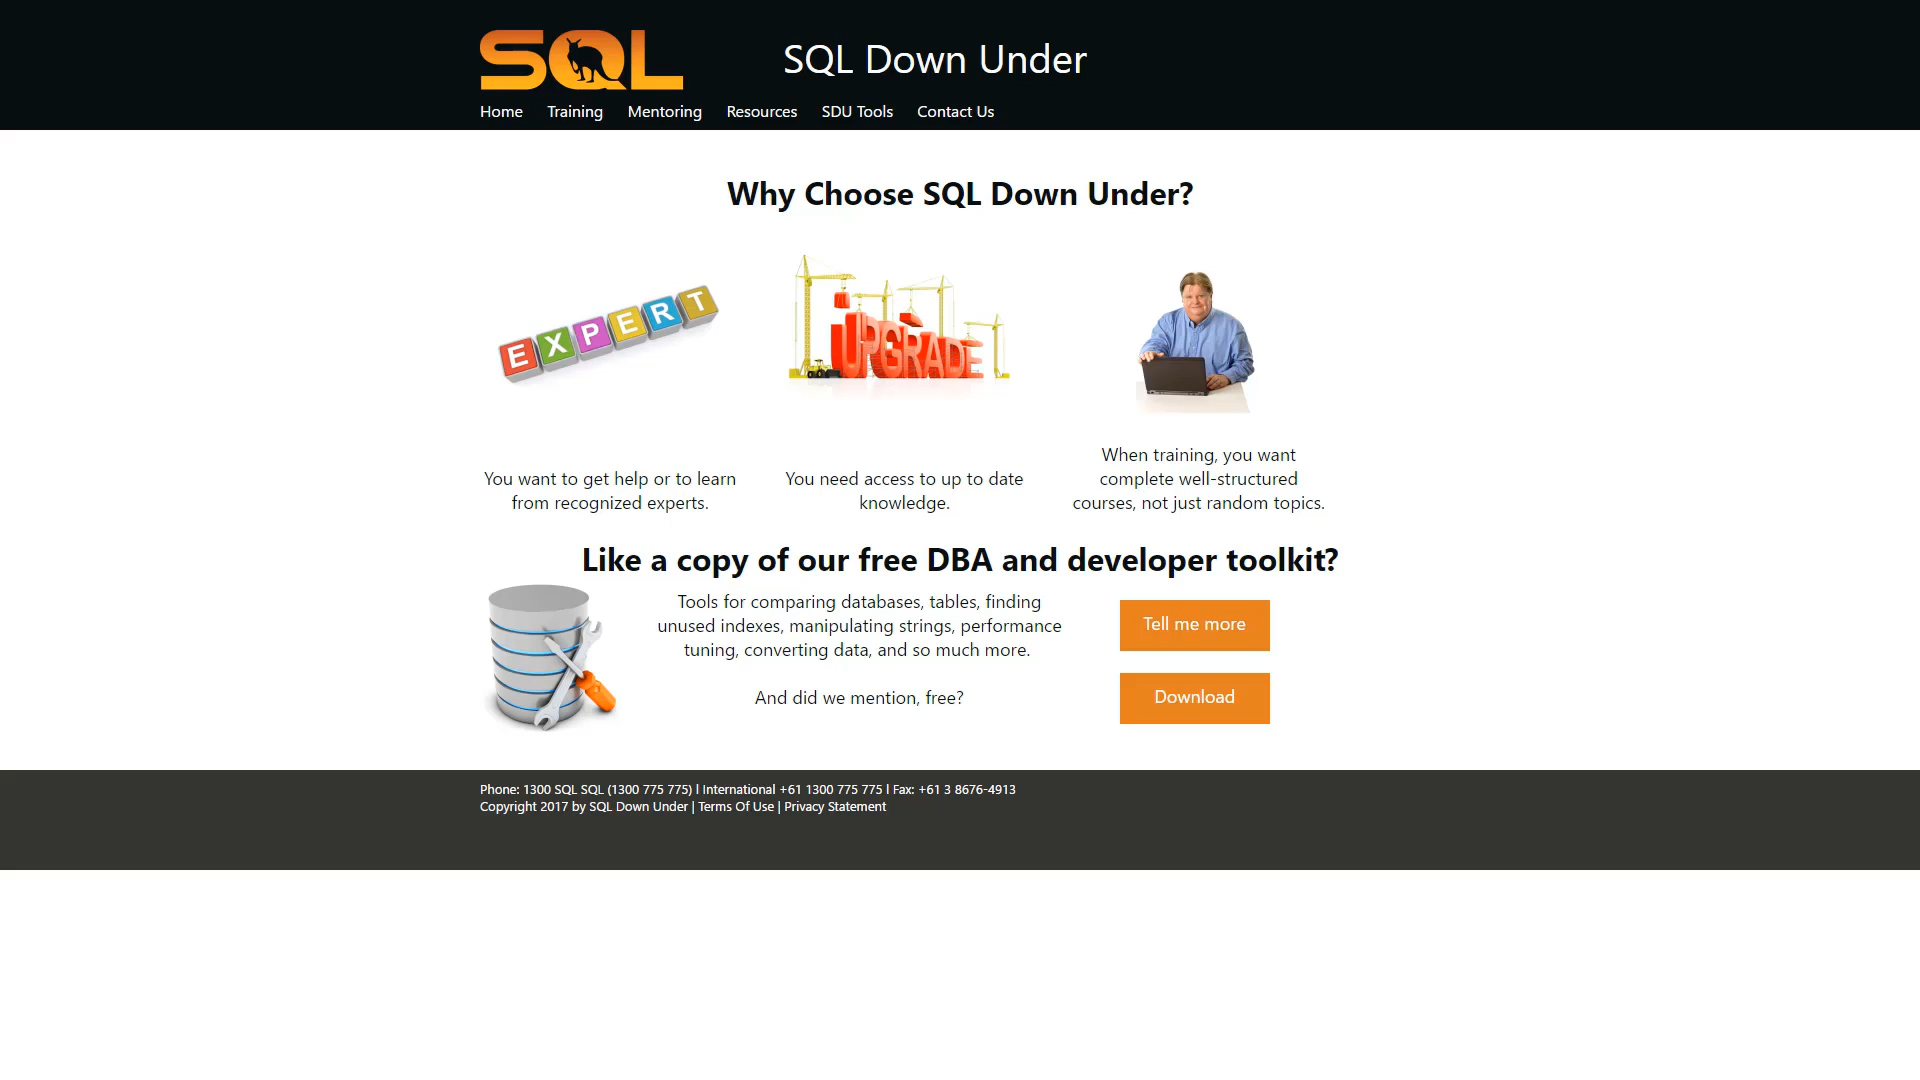 SQL
SQL Down Under
Home Training Mentoring Resources SDU Tools Contact Us
Why Choose SQL Down Under?
EXPERT
UPGRADE
You want to get help or to learn
from recognized experts.
You need access to up to date
knowledge.
When training, you want
complete well-structured
courses, not just random topics.
Like a copy of our free DBA and developer toolkit?
Tools for comparing databases, tables, finding
unused indexes, manipulating strings, performance
tuning, converting data, and so much more.
And did we mention, free?
Tell me more
Download
Phone: 1300 SQL SQL (1300 775 775) l International +61 1300 775 775 l Fax: +61 3 8676-4913
Copyright 2017 by SQL Down Under | Terms Of Use | Privacy Statement